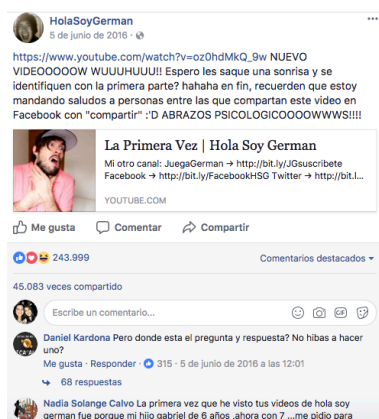 HolaSoyGerman
5 de junio de 2016 ·
https://www.youtube.com/watch?v=oz0hdMkQ_9w NUEVO
VIDEOOOOOW WUUUHUUU!! Espero les saque una sonrisa y se
identifiquen con la primera parte? hahaha en fin, recuerden que estoy
mandando saludos a personas entre las que compartan este video en
Facebook con "compartir" :'D ABRAZOS PSICOLOGICOOOOWWWS!!!!
La Primera Vez | Hola Soy German
Mi otro canal: JuegaGerman → http://bit.ly/JGsuscribete
Facebook → http://bit.ly/FacebookHSG Twitter → http://bit.l...
YOUTUBE.COM
Me gusta Comentar Compartir
243.999 Comentarios destacados
45.083 veces compartido
Escribe un comentario... GIF
Daniel Kardona Pero donde esta el pregunta y respuesta? No hibas a hacer
uno?
Me gusta · Responder · 315 · 5 de junio de 2016 a las 12:01
68 respuestas
Nadia Solange Calvo La primera vez que he visto tus videos de hola soy
german fue porque mi hijo gabriel de 6 años ,ahora con 7 ...me pidio para